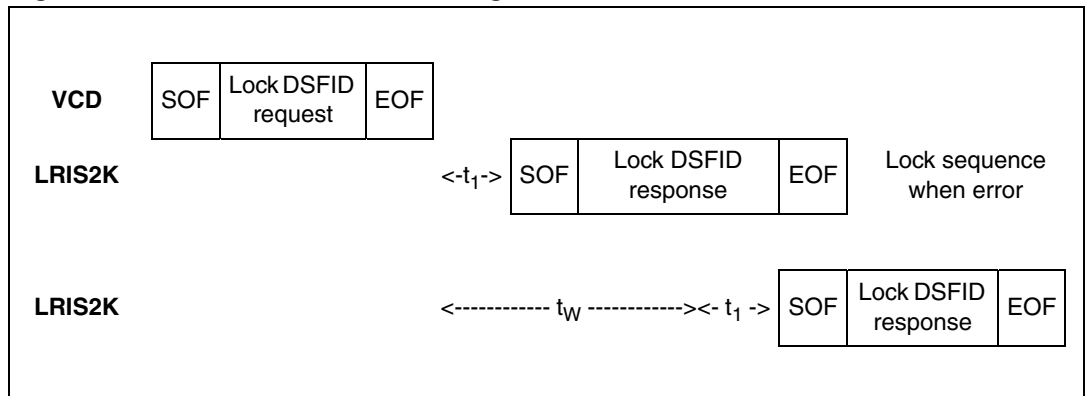 VCD SOF Lock DSFID request EOF
LRIS2K <-t1-> SOF Lock DSFID response EOF Lock sequence when error
LRIS2K <------------ tW ------------><- t1 -> SOF Lock DSFID response EOF